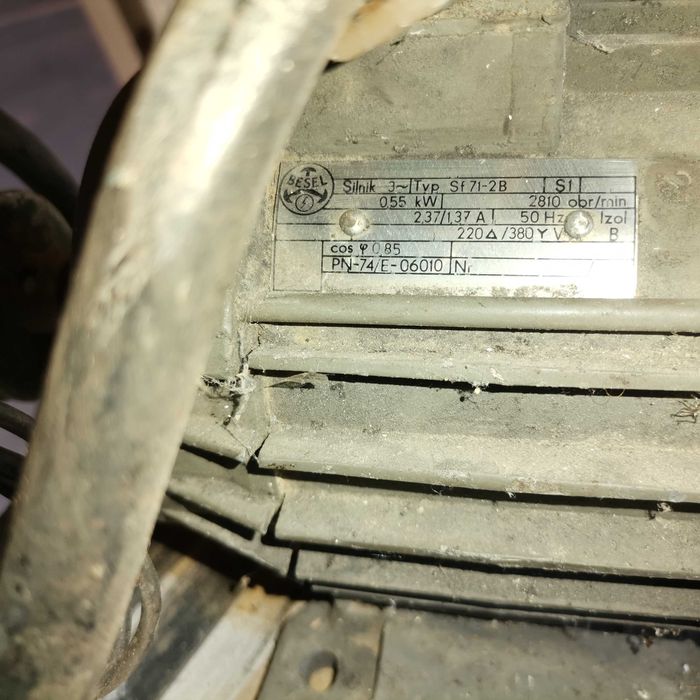 BESEL
Silnik 3~ Typ Sf 71-2B S1
0,55 kW 2810 obr/min
2,37/1,37 A 50 Hz Izol
220 Δ /380 Y V B
cos φ 0,85
PN-74/E-06010 Nr